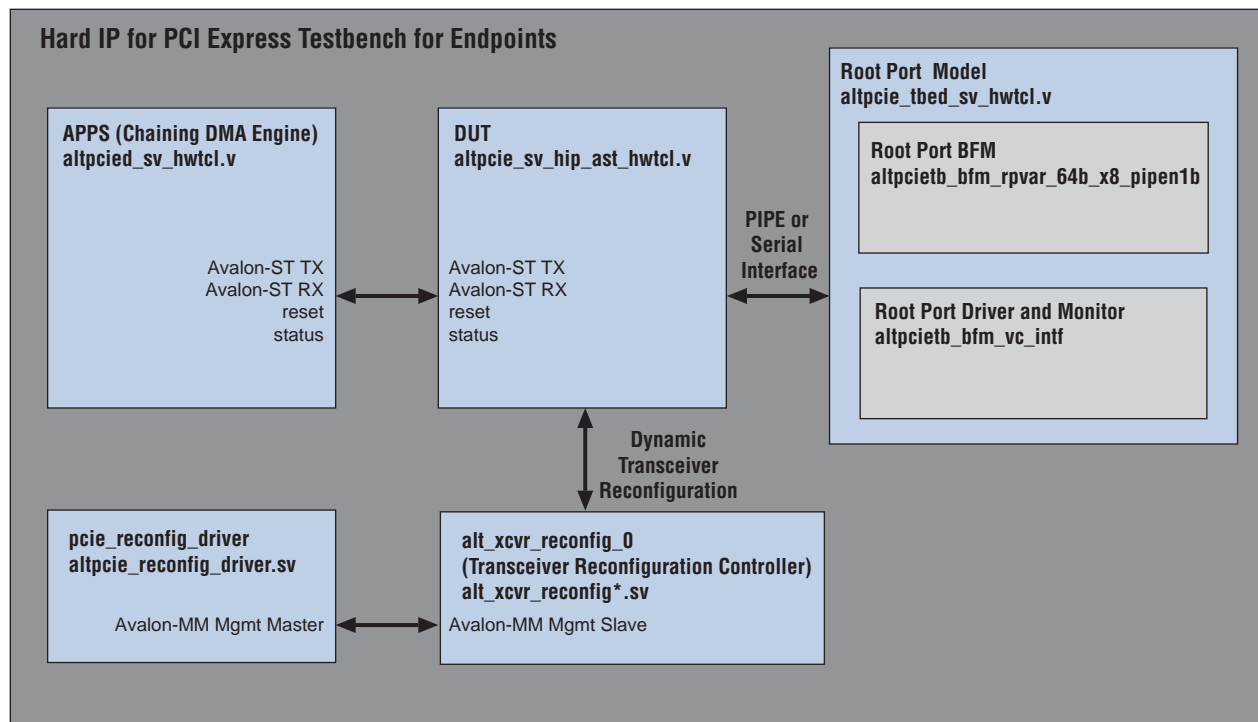 Hard IP for PCI Express Testbench for Endpoints
APPS (Chaining DMA Engine)
altpcied_sv_hwtcl.v
Avalon-ST TX
Avalon-ST RX
reset
status
DUT
altpcie_sv_hip_ast_hwtcl.v
Avalon-ST TX
Avalon-ST RX
reset
status
PIPE or
Serial
Interface
Root Port Model
altpcie_tbed_sv_hwtcl.v
Root Port BFM
altpcietb_bfm_rpvar_64b_x8_pipen1b
Root Port Driver and Monitor
altpcietb_bfm_vc_intf
Dynamic
Transceiver
Reconfiguration
pcie_reconfig_driver
altpcie_reconfig_driver.sv
Avalon-MM Mgmt Master
alt_xcvr_reconfig_0
(Transceiver Reconfiguration Controller)
alt_xcvr_reconfig*.sv
Avalon-MM Mgmt Slave